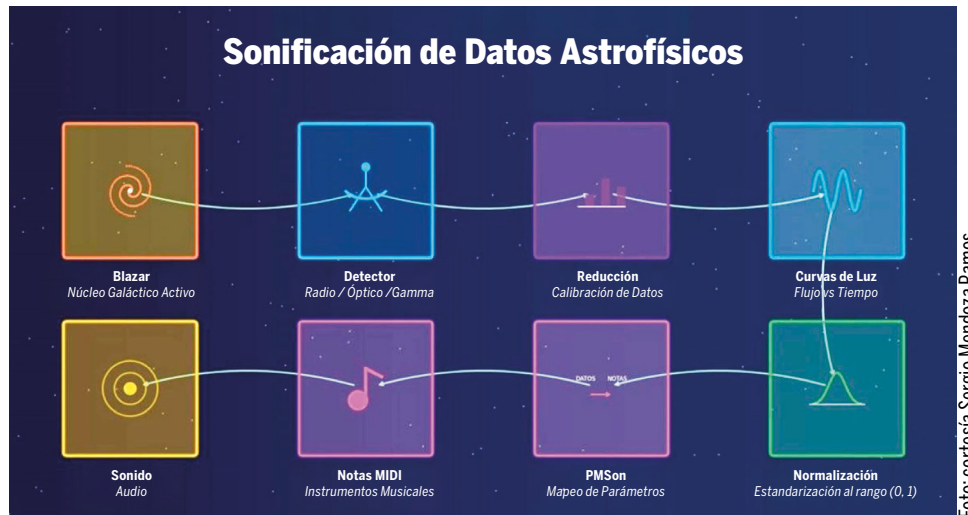 Sonificación de Datos Astrofísicos
Blazar
Núcleo Galáctico Activo
Detector
Radio / Óptico /Gamma
Reducción
Calibración de Datos
Curvas de Luz
Flujo vs Tiempo
DATOS NOTAS
Sonido
Audio
Notas MIDI
Instrumentos Musicales
PMSon
Mapeo de Parámetros
Normalización
Estandarización al rango (0, 1)
Foto: cortesía Sergio Mendoza Ramos